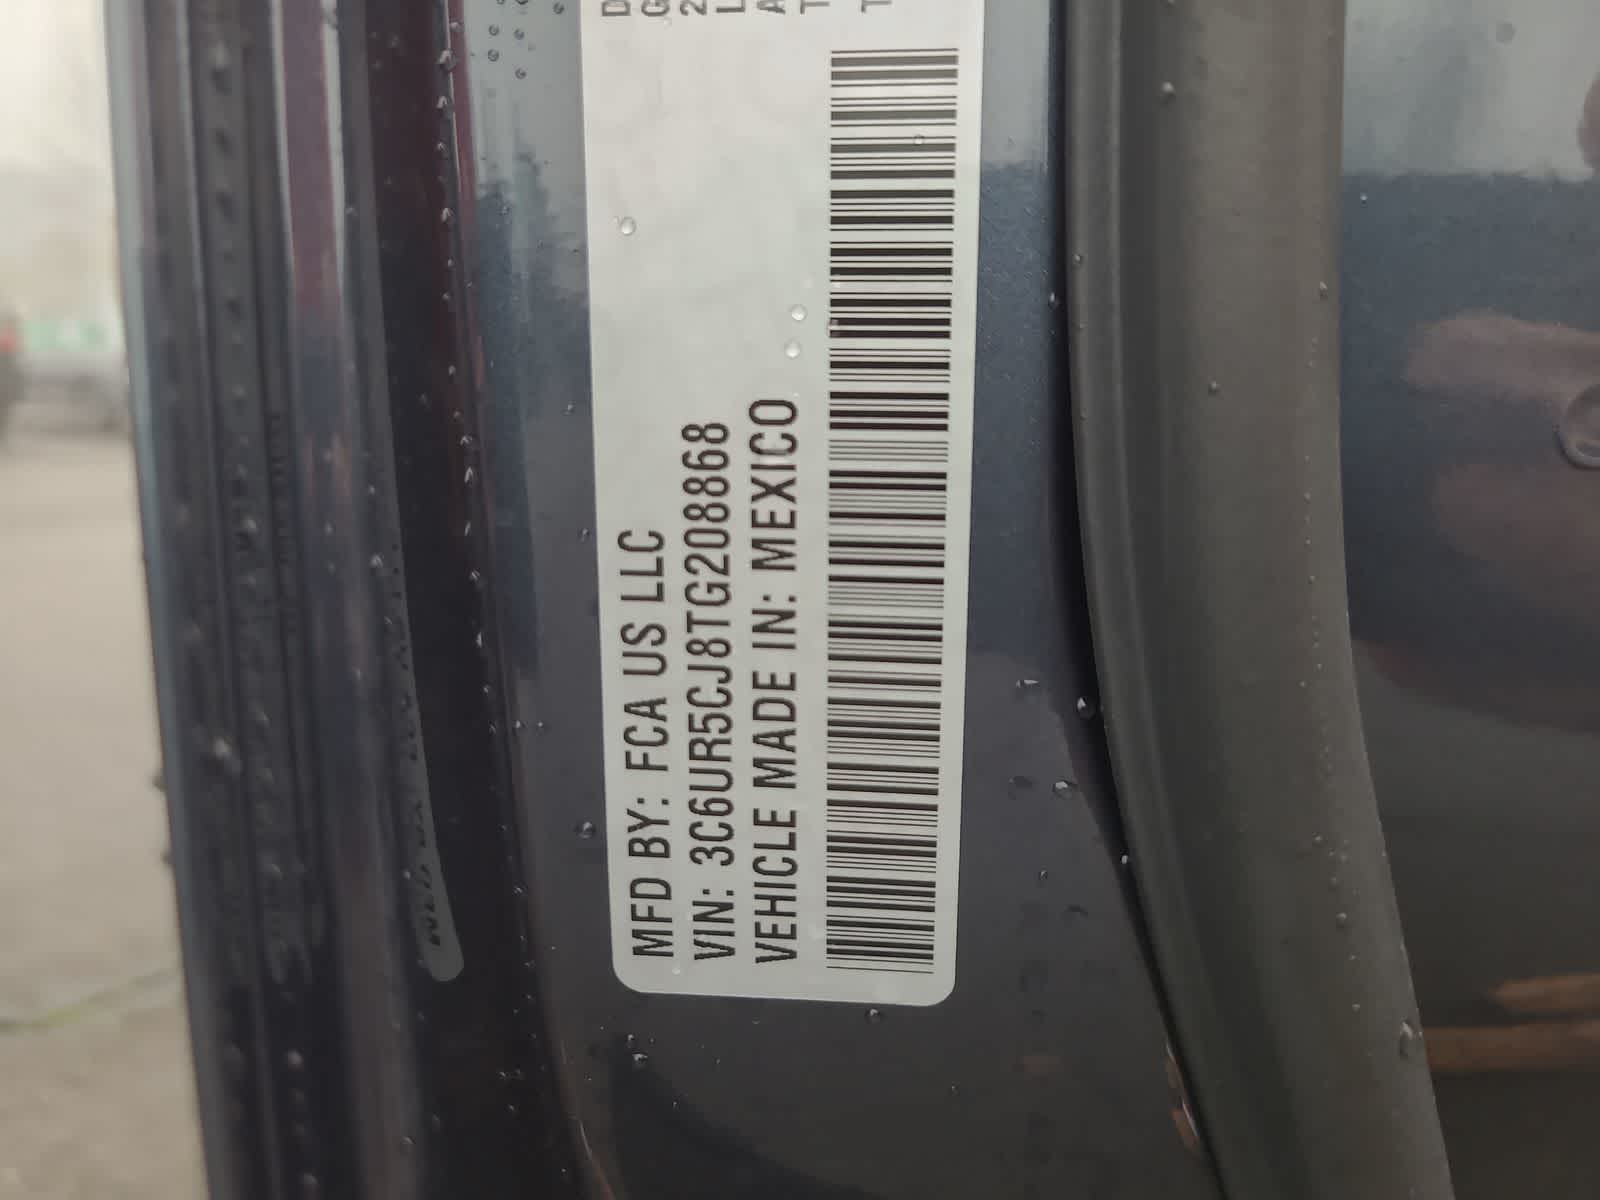 MFD BY: FCA US LLC
VIN: 3C6UR5CJ8TG208868
VEHICLE MADE IN: MEXICO